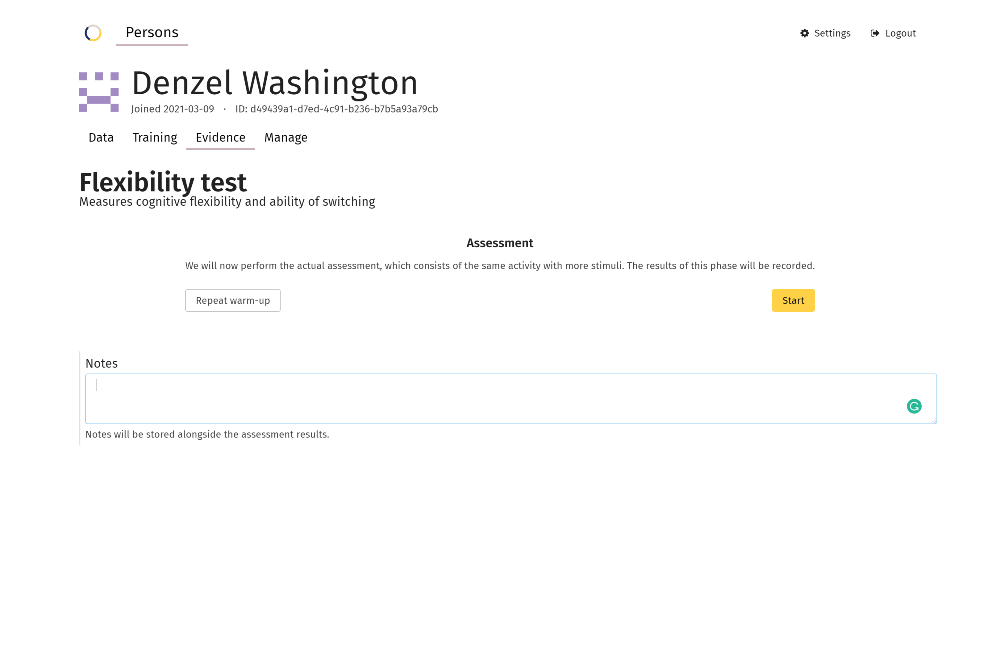 Persons
Settings
Logout
Denzel Washington
Joined 2021-03-09 · ID: d49439a1-d7ed-4c91-b236-b7b5a93a79cb
Data Training Evidence Manage
Flexibility test
Measures cognitive flexibility and ability of switching
Assessment
We will now perform the actual assessment, which consists of the same activity with more stimuli. The results of this phase will be recorded.
Repeat warm-up
Start
Notes
Notes will be stored alongside the assessment results.